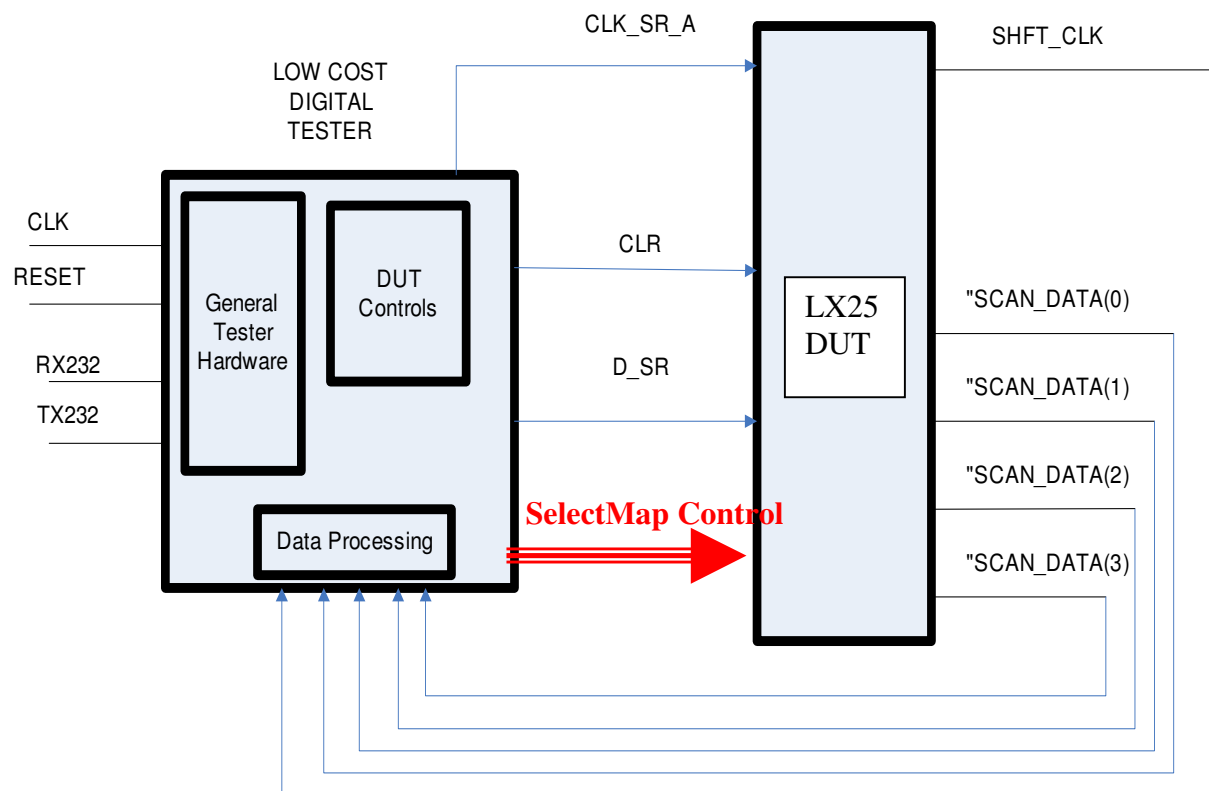 CLK_SR_A
SHFT_CLK
LOW COST
DIGITAL
TESTER
CLK
RESET
RX232
TX232
General
Tester
Hardware
DUT
Controls
CLR
D_SR
LX25
DUT
"SCAN_DATA(0)
"SCAN_DATA(1)
"SCAN_DATA(2)
"SCAN_DATA(3)
SelectMap Control
Data Processing